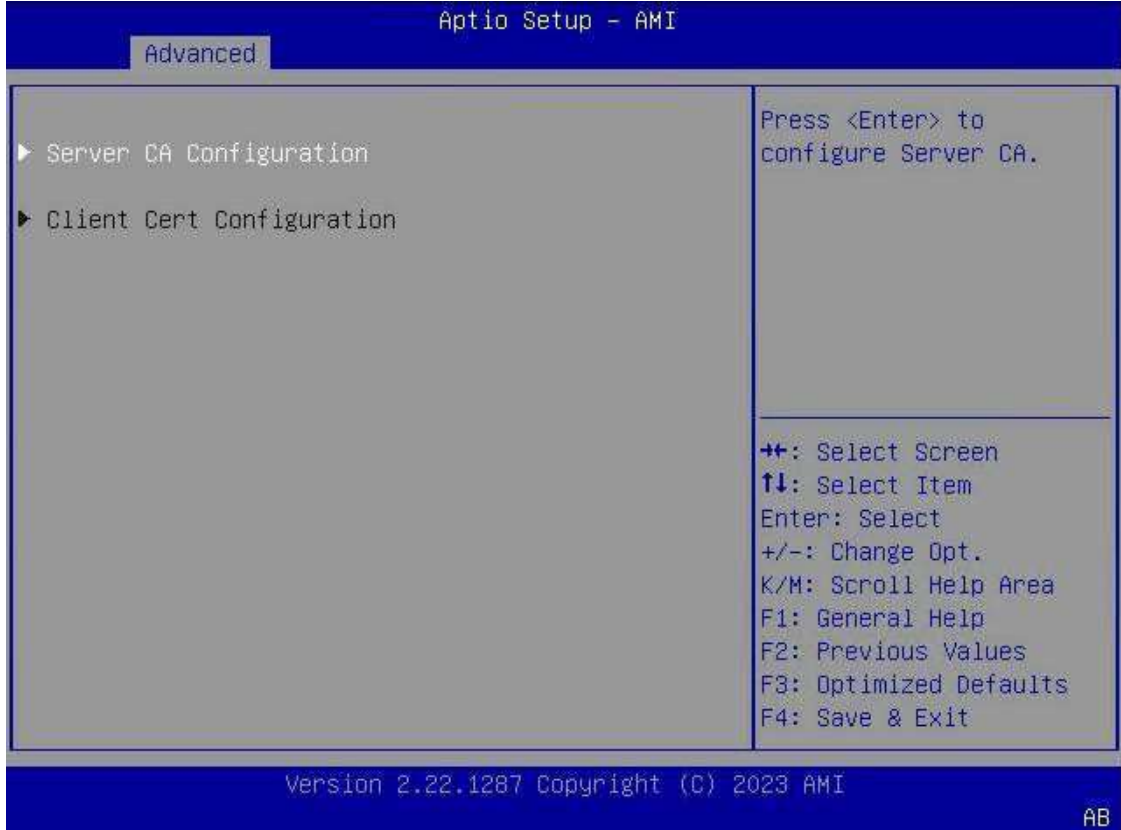 Aptio Setup - AMI
Advanced
▶ Server CA Configuration
▶ Client Cert Configuration
Press <Enter> to
configure Server CA.
→←: Select Screen
↑↓: Select Item
Enter: Select
+/-: Change Opt.
K/M: Scroll Help Area
F1: General Help
F2: Previous Values
F3: Optimized Defaults
F4: Save & Exit
Version 2.22.1287 Copyright (C) 2023 AMI
AB